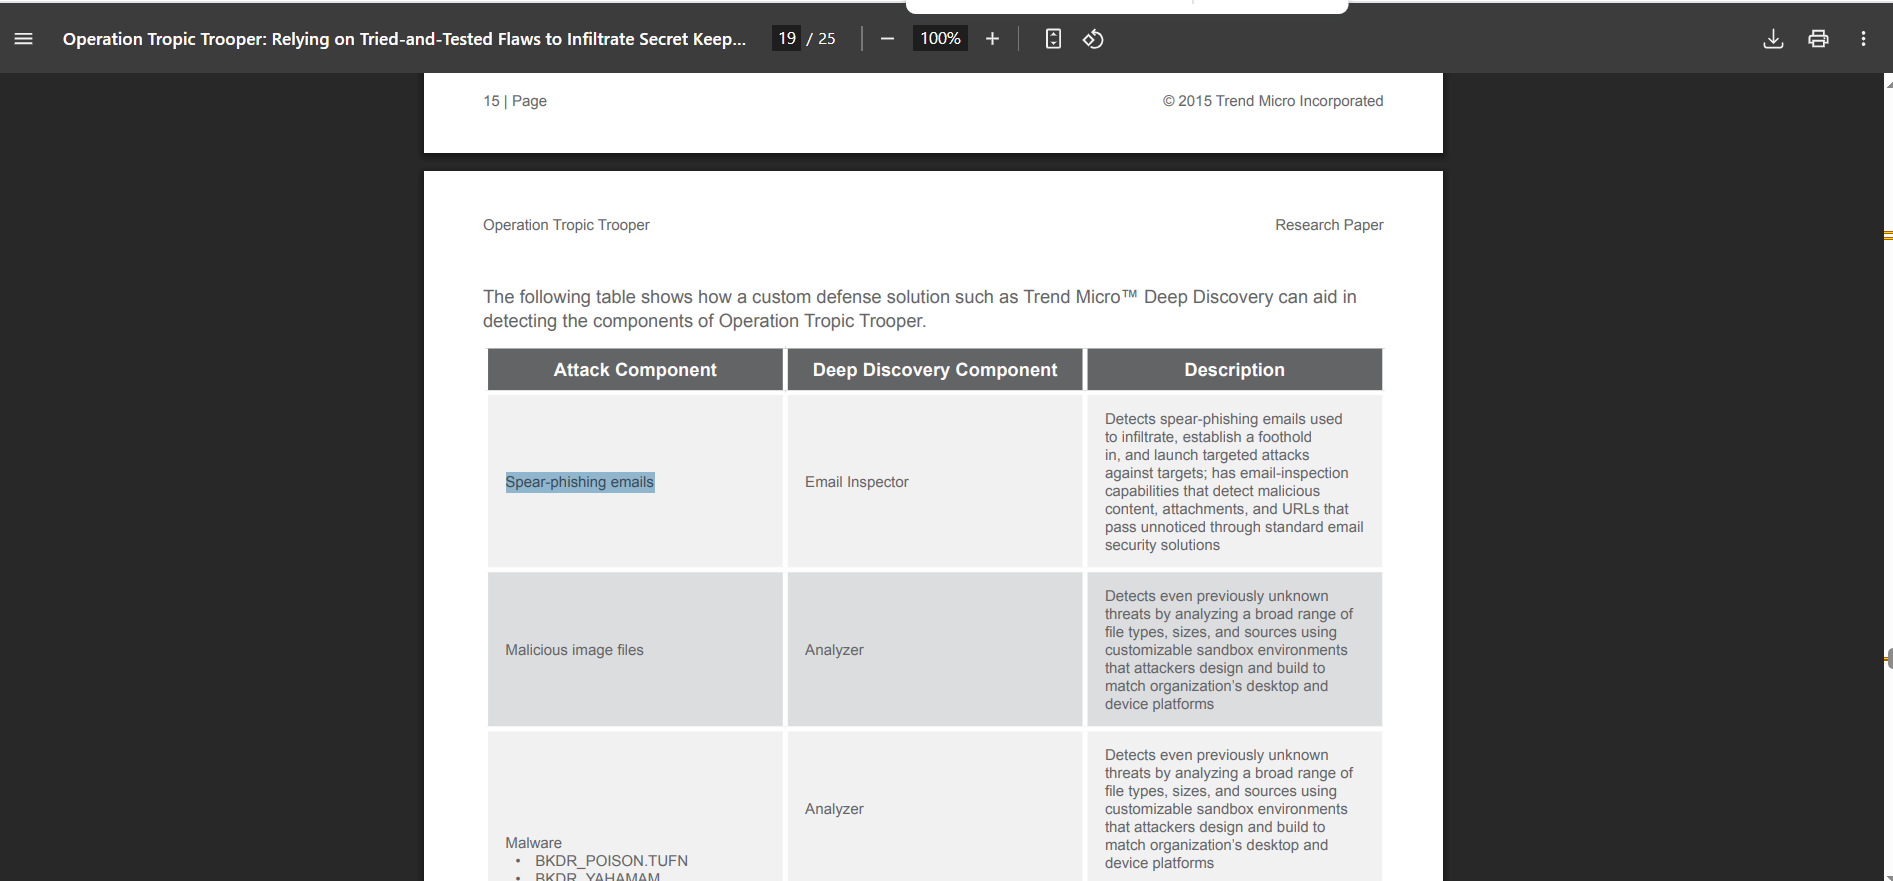 Operation Tropic Trooper: Relying on Tried-and-Tested Flaws to Infiltrate Secret Keep... 19 / 25 100%
15 | Page © 2015 Trend Micro Incorporated
Operation Tropic Trooper Research Paper
The following table shows how a custom defense solution such as Trend Micro™ Deep Discovery can aid in
detecting the components of Operation Tropic Trooper.
Attack Component Deep Discovery Component Description
Spear-phishing emails
Email Inspector
Detects spear-phishing emails used
to infiltrate, establish a foothold
in, and launch targeted attacks
against targets; has email-inspection
capabilities that detect malicious
content, attachments, and URLs that
pass unnoticed through standard email
security solutions
Malicious image files
Analyzer
Detects even previously unknown
threats by analyzing a broad range of
file types, sizes, and sources using
customizable sandbox environments
that attackers design and build to
match organization's desktop and
device platforms
Malware
• BKDR_POISON.TUFN
• BKDR_YAHAMAM
Analyzer
Detects even previously unknown
threats by analyzing a broad range of
file types, sizes, and sources using
customizable sandbox environments
that attackers design and build to
match organization's desktop and
device platforms